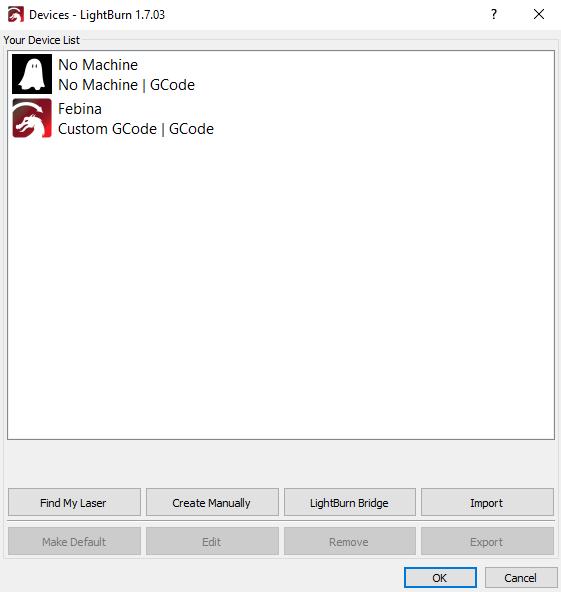 Devices - LightBurn 1.7.03
?
Your Device List
No Machine
No Machine | GCode
Febina
Custom GCode | GCode
Find My Laser
Create Manually
LightBurn Bridge
Import
Make Default
Edit
Remove
Export
OK
Cancel